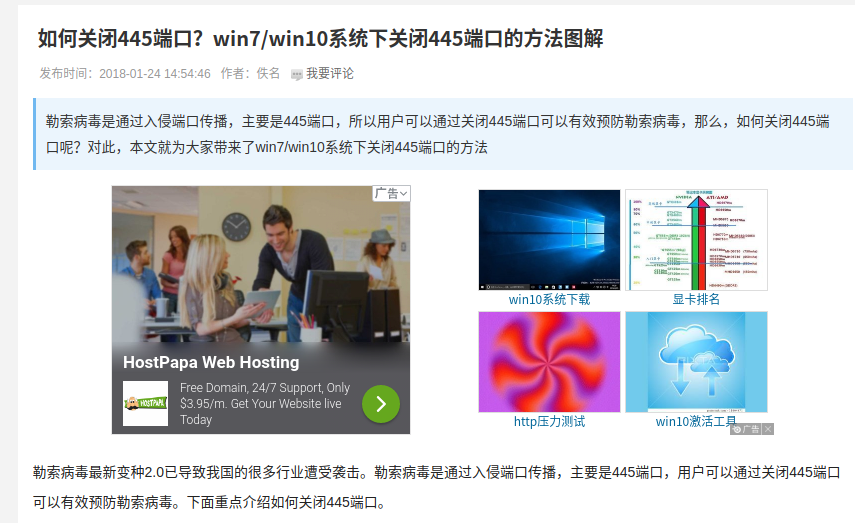 如何关闭445端口？win7/win10系统下关闭445端口的方法图解
发布时间：2018-01-24 14:54:46 作者：佚名 我要评论
勒索病毒是通过入侵端口传播，主要是445端口，所以用户可以通过关闭445端口可以有效预防勒索病毒，那么，如何关闭445端
口呢？对此，本文就为大家带来了win7/win10系统下关闭445端口的方法
广告
HostPapa Web Hosting
HOSTPAPA
Free Domain, 24/7 Support, Only
$3.95/m. Get Your Website live
Today
ATI/AMD
win10系统下载
显卡排名
http压力测试
win10激活工具
广告
勒索病毒最新变种2.0已导致我国的很多行业遭受袭击。勒索病毒是通过入侵端口传播，主要是445端口，用户可以通过关闭445端口
可以有效预防勒索病毒。下面重点介绍如何关闭445端口。